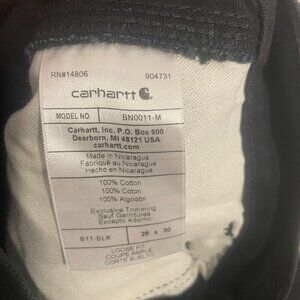 RN#14806 904731
carhartt
MODEL NO. BN0011-M
Carhartt, Inc. P.O. Box 600
Dearborn, MI 48121 USA
carhartt.com
Made in Nicaragua
Fabriqué au Nicaragua
Hecho en Nicaragua
100% Cotton
100% Coton
100% Algodón
Exclusive Trimming
Sauf Garnitures
Excepto Adorno
B11-BLK 28 x 30
LOOSE FIT
COUPE AMPLE
CORTE SUELTO